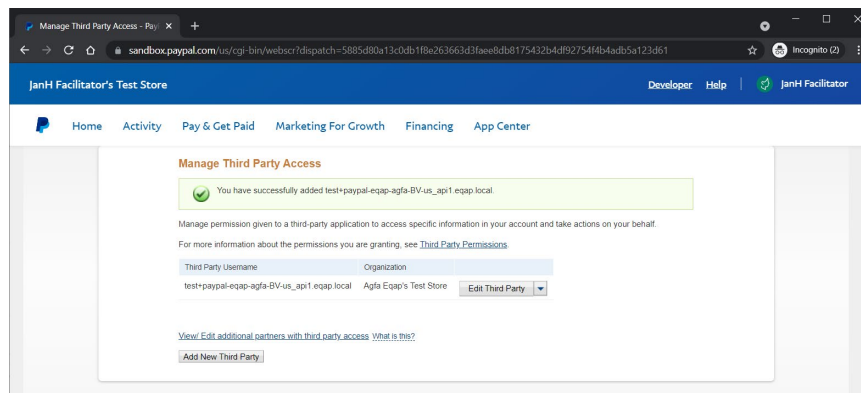 Manage Third Party Access - Pay
sandbox.paypal.com/us/cgi-bin/webscr?dispatch=5885d80a13c0db1f8e263663d3faee8db8175432b4df92754f4b4adb5a123d61
Incognito (2)
JanH Facilitator's Test Store
Developer Help JanH Facilitator
Home Activity Pay & Get Paid Marketing For Growth Financing App Center
Manage Third Party Access
You have successfully added test+paypal-eqap-agfa-BV-us_api1.eqap.local.
Manage permission given to a third-party application to access specific information in your account and take actions on your behalf.
For more information about the permissions you are granting, see Third Party Permissions.
Third Party Username Organization
test+paypal-eqap-agfa-BV-us_api1.eqap.local Agfa Eqap's Test Store Edit Third Party
View/ Edit additional partners with third party access What is this?
Add New Third Party